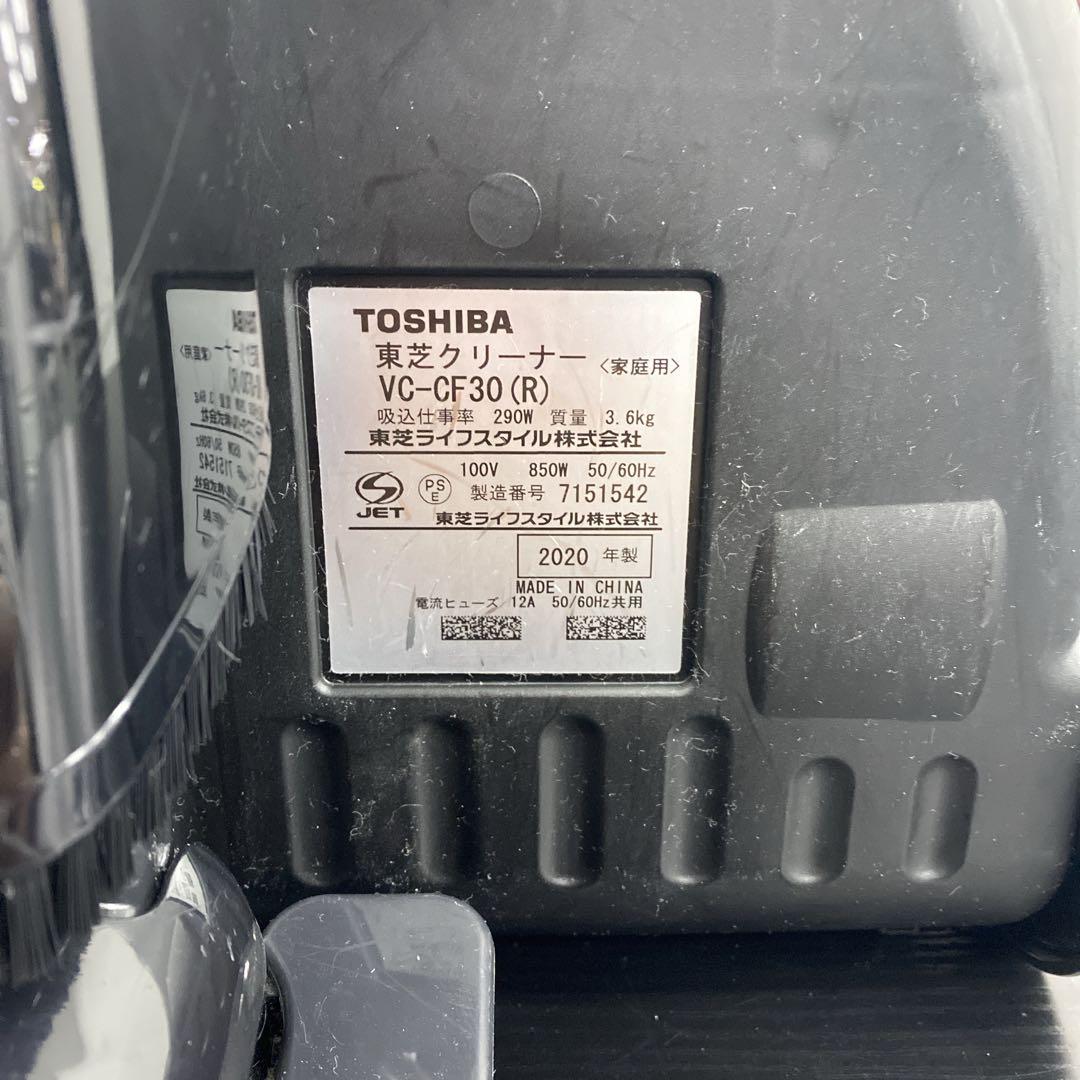 TOSHIBA
東芝クリーナー 〈家庭用〉
VC-CF30(R)
吸込仕事率 290W 質量 3.6kg
東芝ライフスタイル株式会社
100V 850W 50/60Hz
JET PS E 製造番号 7151542
東芝ライフスタイル株式会社
2020 年製
MADE IN CHINA
電流ヒューズ 12A 50/60Hz共用